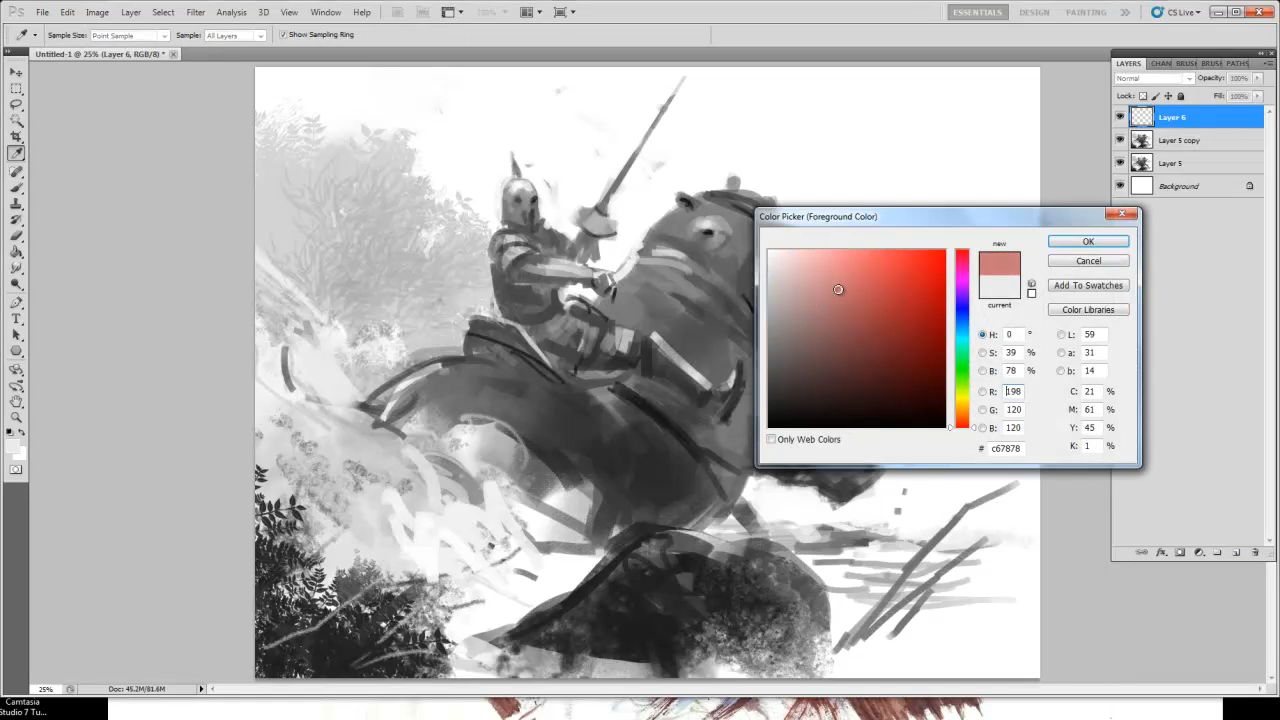 Ps File Edit Image Layer Select Filter Analysis 3D View Window Help 100% ESSENTIALS DESIGN PAINTING CS Live
Sample Size: Point Sample Sample: All Layers Show Sampling Ring
Untitled-1 @ 25% (Layer 6, RGB/8) *
LAYERS CHAN BRUS BRUS PATHS
Normal Opacity: 100%
Lock: Fill: 100%
Layer 6
Layer 5 copy
Layer 5
Background
Color Picker (Foreground Color)
new
current
OK
Cancel
Add To Swatches
Color Libraries
H: 0 ° L: 59
S: 39 % a: 31
B: 78 % b: 14
R: 198 C: 21 %
G: 120 M: 61 %
B: 120 Y: 45 %
# c67878 K: 1 %
Only Web Colors
25% Doc: 45.2M/81.6M
Camtasia
Studio 7 Tu...